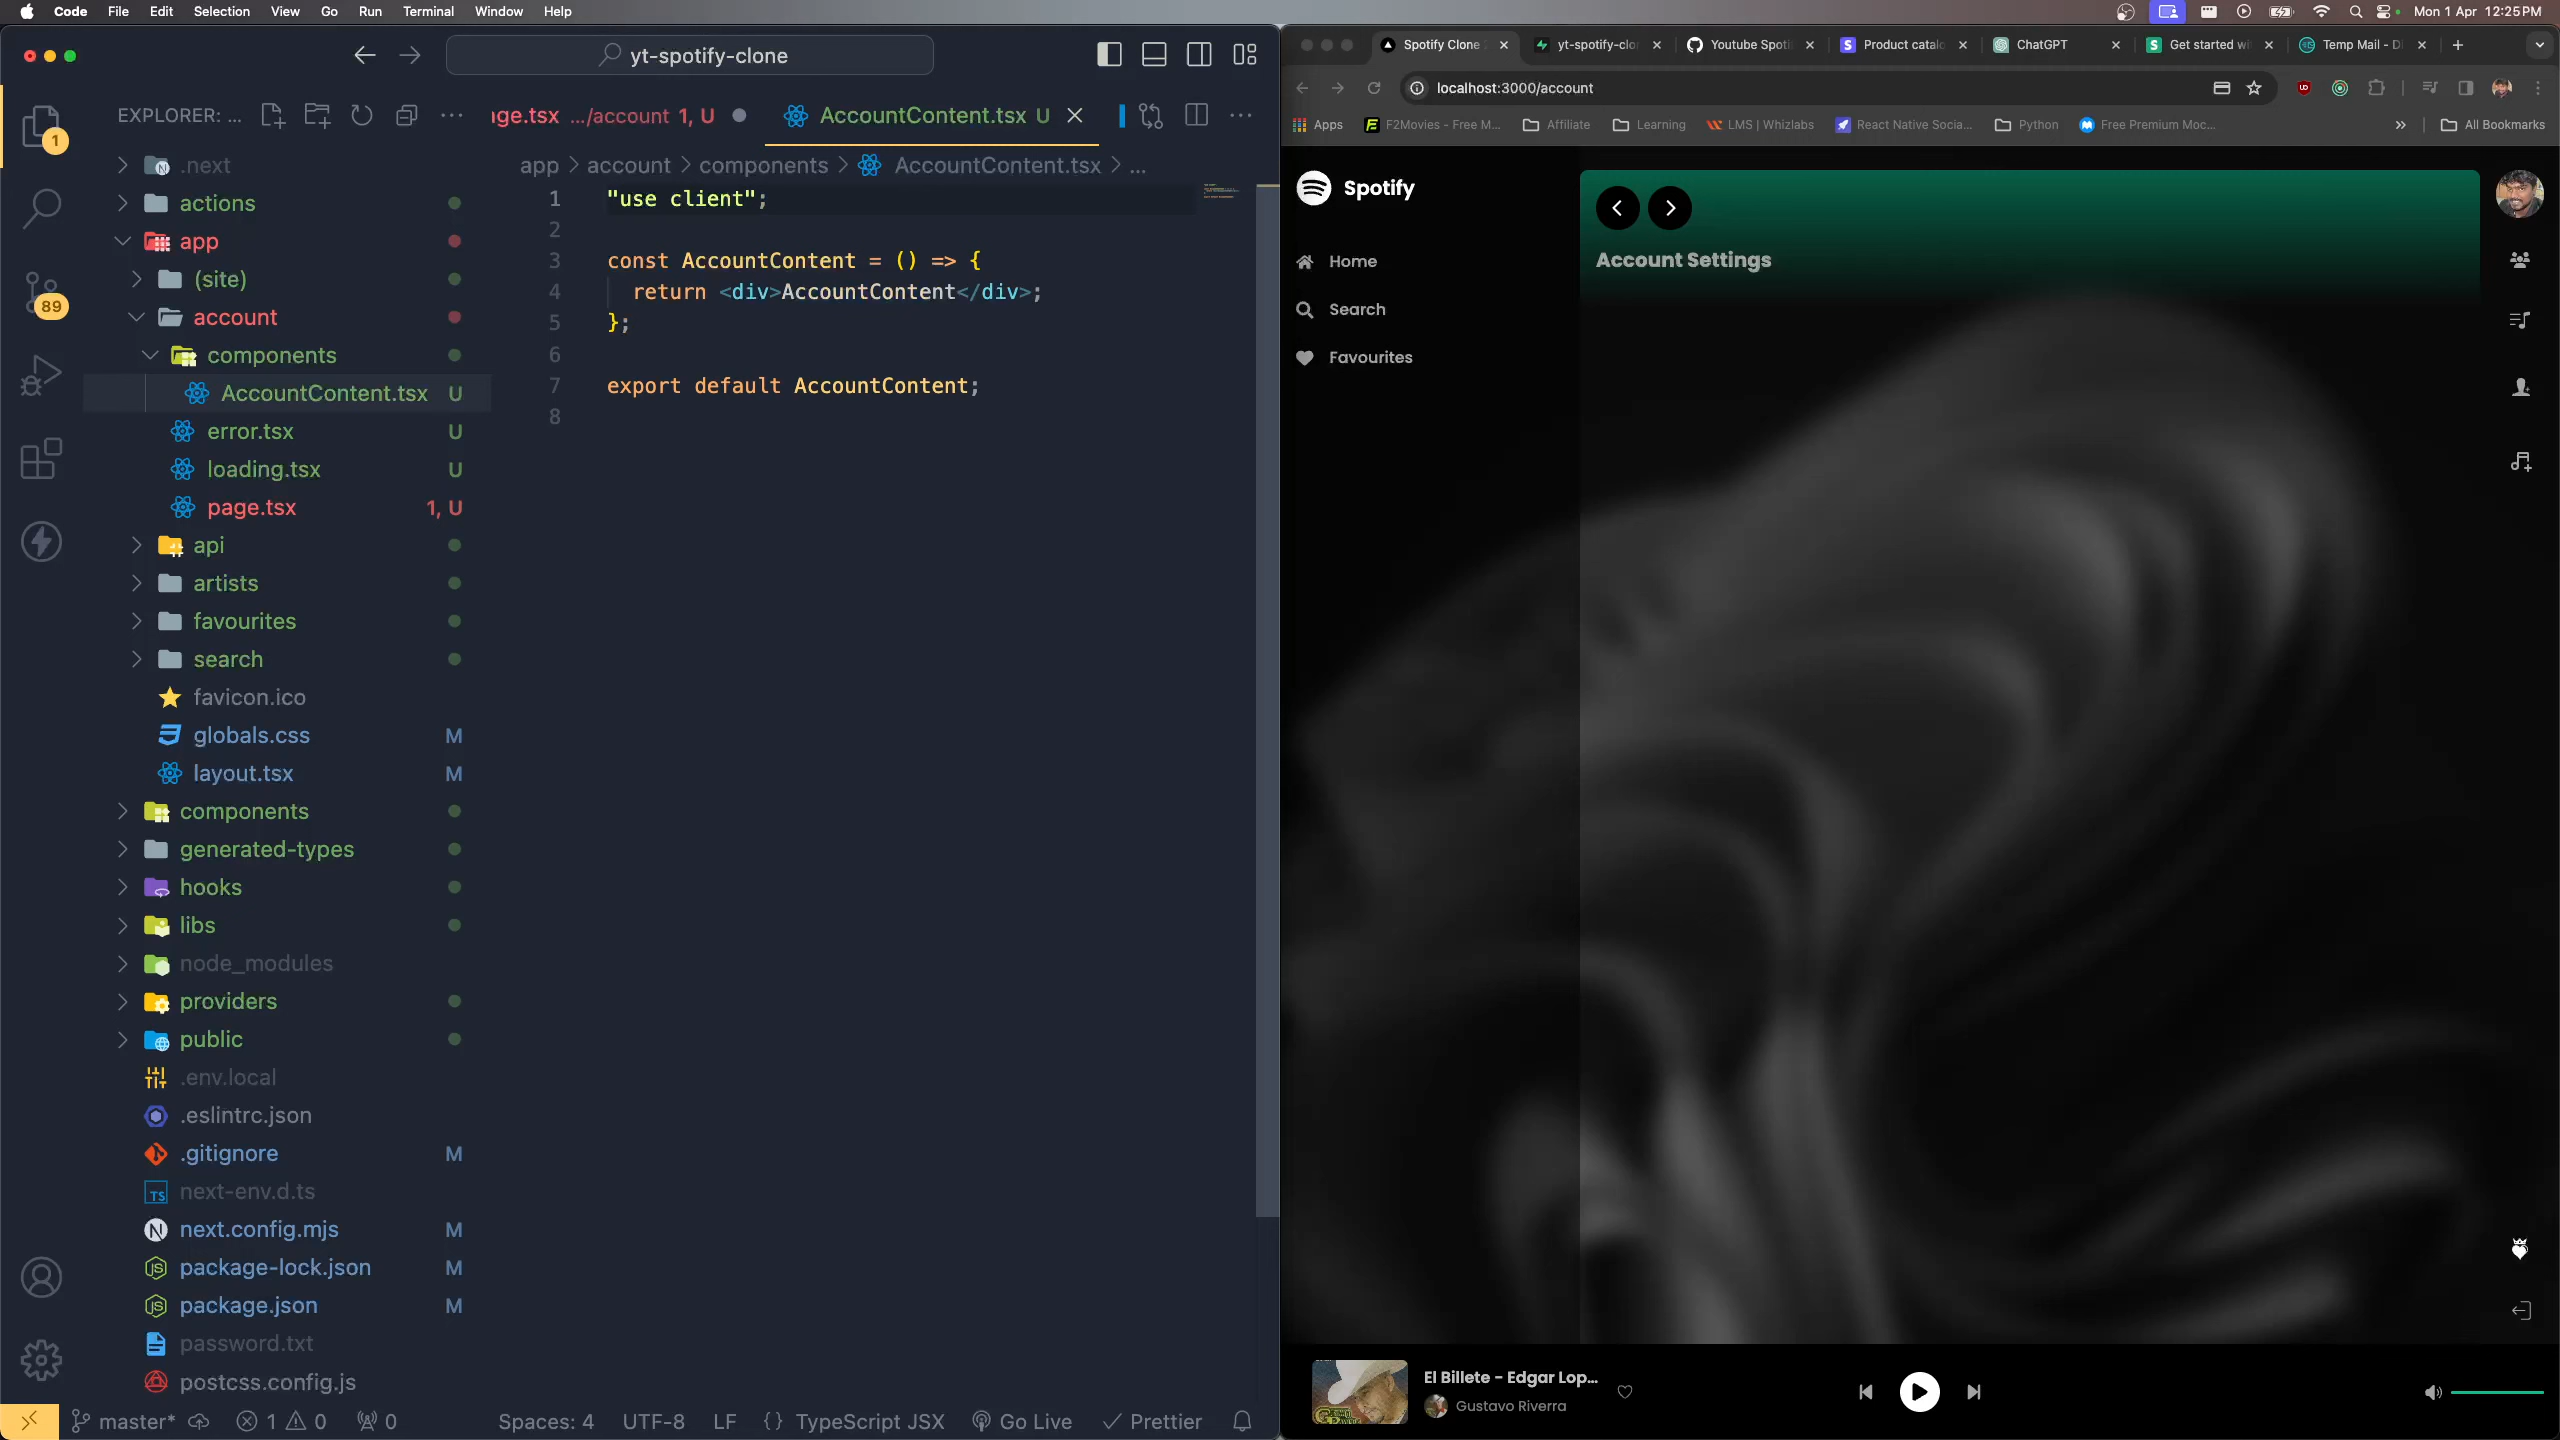 Code File Edit Selection View Go Run Terminal Window Help
Mon 1 Apr 12:25PM
yt-spotify-clone
EXPLORER: ...
.next
actions
app
(site)
account
components
AccountContent.tsx U
error.tsx U
loading.tsx U
page.tsx 1, U
api
artists
favourites
search
favicon.ico
globals.css M
layout.tsx M
components
generated-types
hooks
libs
node_modules
providers
public
.env.local
.eslintrc.json
.gitignore M
next-env.d.ts
next.config.mjs M
package-lock.json M
package.json M
password.txt
postcss.config.js
1
89
.../account 1, U
AccountContent.tsx U
app > account > components > AccountContent.tsx > ...
1 "use client";
2
3 const AccountContent = () => {
4 return <div>AccountContent</div>;
5 };
6
7 export default AccountContent;
8
master* 1 0 0 Spaces: 4 UTF-8 LF {} TypeScript JSX Go Live Prettier
Spotify Clone
yt-spotify-clo
Youtube Spoti
Product catalo
ChatGPT
Get started wi
Temp Mail - Di
localhost:3000/account
Apps
F2Movies - Free M...
Affiliate
Learning
LMS | Whizlabs
React Native Socia...
Python
Free Premium Moc...
All Bookmarks
Spotify
Home
Search
Favourites
Account Settings
El Billete - Edgar Lop...
Gustavo Riverra